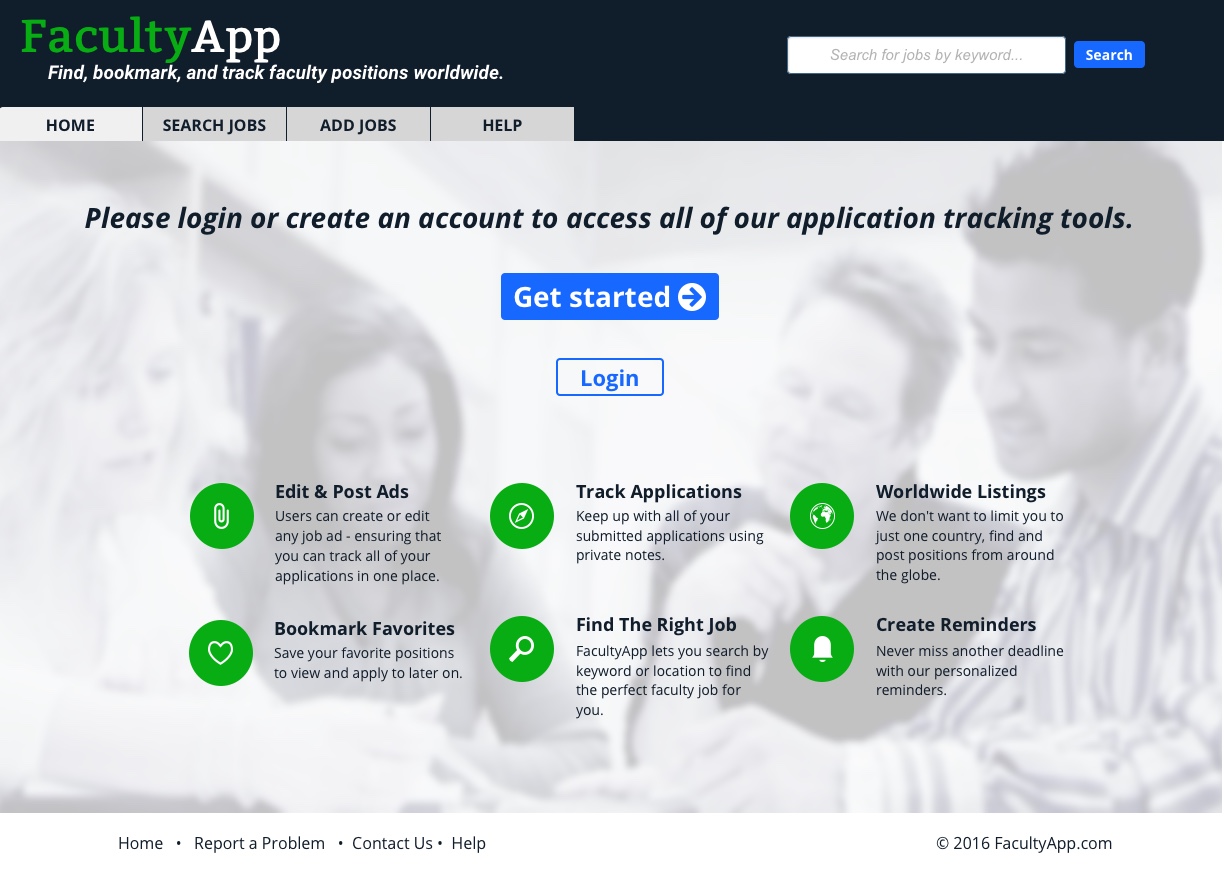 FacultyApp
Find, bookmark, and track faculty positions worldwide.
Search for jobs by keyword...
Search
HOME
SEARCH JOBS
ADD JOBS
HELP
Please login or create an account to access all of our application tracking tools.
Get started
Login
Edit & Post Ads
Users can create or edit
any job ad - ensuring that
you can track all of your
applications in one place.
Track Applications
Keep up with all of your
submitted applications using
private notes.
Worldwide Listings
We don't want to limit you to
just one country, find and
post positions from around
the globe.
Bookmark Favorites
Save your favorite positions
to view and apply to later on.
Find The Right Job
FacultyApp lets you search by
keyword or location to find
the perfect faculty job for
you.
Create Reminders
Never miss another deadline
with our personalized
reminders.
Home • Report a Problem • Contact Us • Help
© 2016 FacultyApp.com